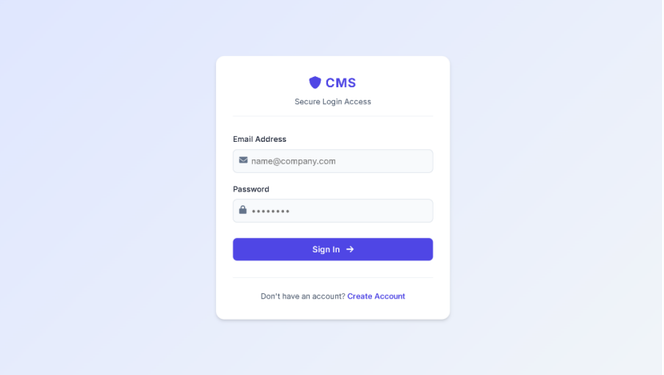 CMS
Secure Login Access
Email Address
name@company.com
Password
••••••••
Sign In
Don't have an account? Create Account